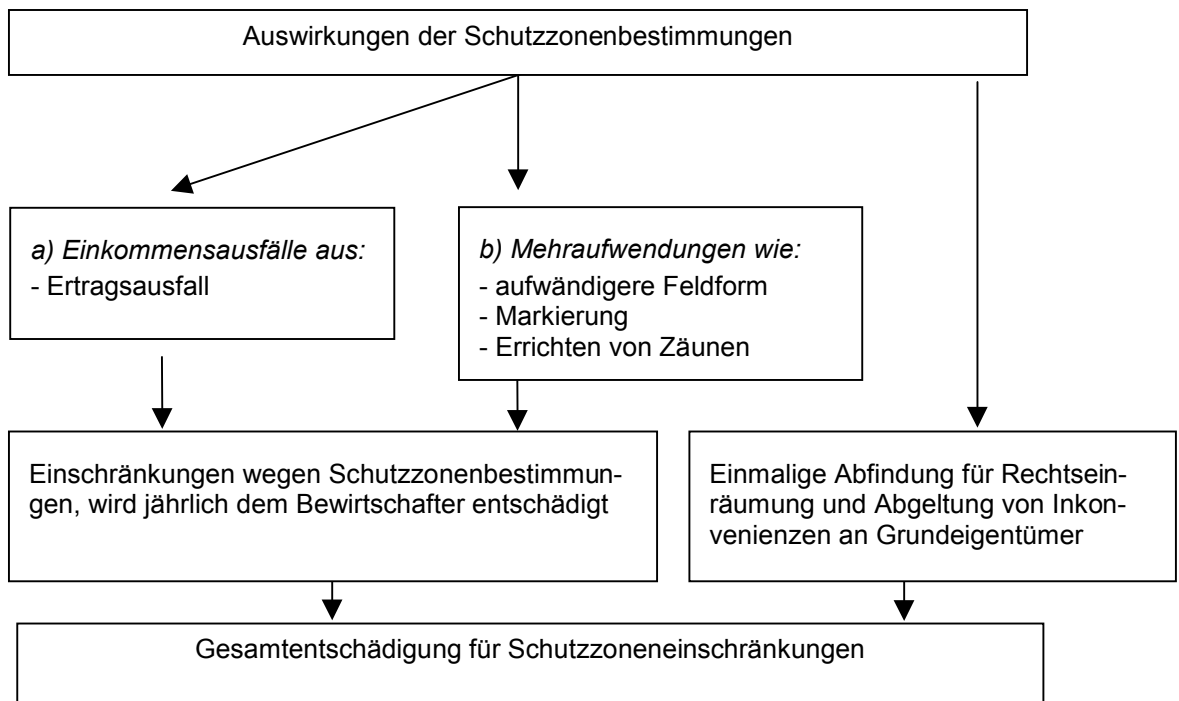 Auswirkungen der Schutzzonenbestimmungen
a) Einkommensausfälle aus:
- Ertragsausfall
b) Mehraufwendungen wie:
- aufwändigere Feldform
- Markierung
- Errichten von Zäunen
Einschränkungen wegen Schutzzonenbestimmun-
gen, wird jährlich dem Bewirtschafter entschädigt
Einmalige Abfindung für Rechtsein-
räumung und Abgeltung von Inkon-
venienzen an Grundeigentümer
Gesamtentschädigung für Schutzzoneneinschränkungen